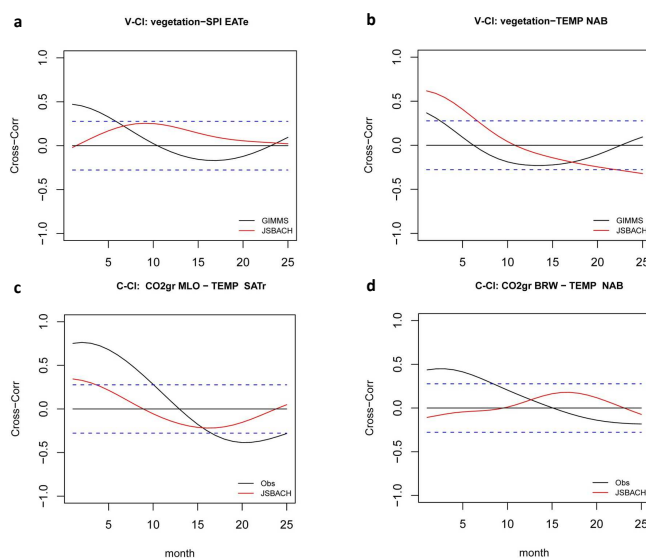 a
V-CI: vegetation-SPI EATe
Cross-Corr
1.0
0.5
0.0
-0.5
-1.0
5 10 15 20 25
GIMMS
JSBACH
b
V-CI: vegetation-TEMP NAB
Cross-Corr
1.0
0.5
0.0
-0.5
-1.0
5 10 15 20 25
GIMMS
JSBACH
c
C-CI: CO2gr MLO - TEMP SATr
Cross-Corr
1.0
0.5
0.0
-0.5
-1.0
5 10 15 20 25
Obs
JSBACH
month
d
C-CI: CO2gr BRW - TEMP NAB
Cross-Corr
1.0
0.5
0.0
-0.5
-1.0
5 10 15 20 25
Obs
JSBACH
month